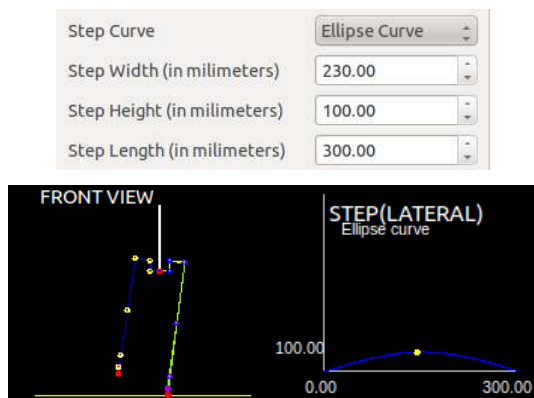 Step Curve Ellipse Curve
Step Width (in milimeters) 230.00
Step Height (in milimeters) 100.00
Step Length (in milimeters) 300.00
FRONT VIEW
STEP(LATERAL)
Ellipse curve
100.00
0.00 300.00